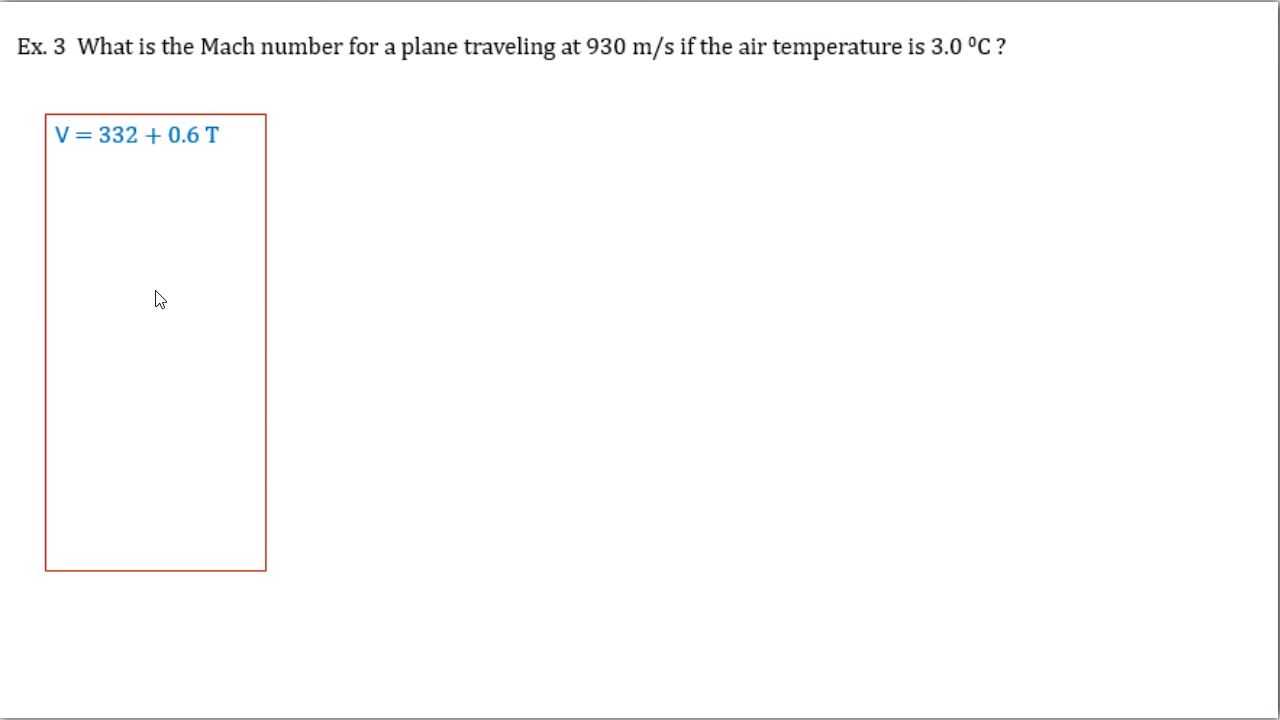 Ex. 3 What is the Mach number for a plane traveling at 930 m/s if the air temperature is 3.0 ⁰C ?
V = 332 + 0.6 T